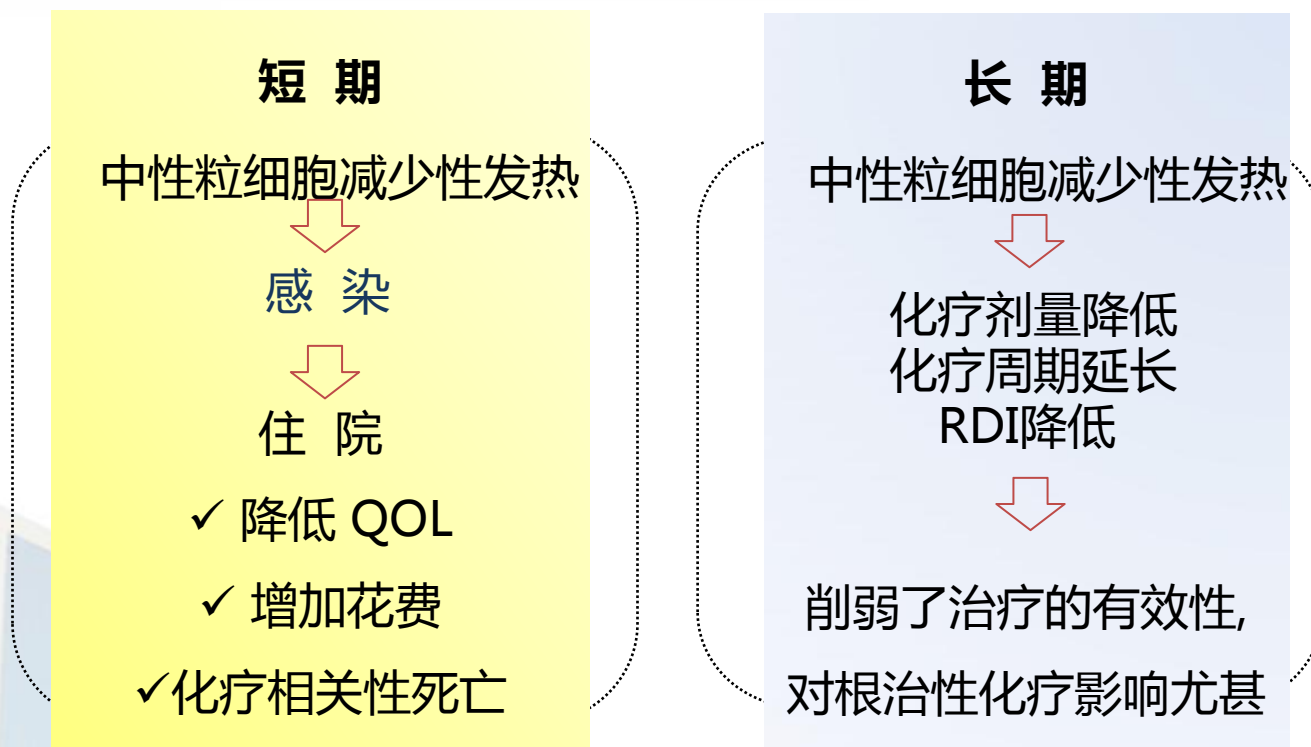 短 期
中性粒细胞减少性发热
感 染
住 院
✓ 降低 QOL
✓ 增加花费
✓化疗相关性死亡
长 期
中性粒细胞减少性发热
化疗剂量降低
化疗周期延长
RDI降低
削弱了治疗的有效性,
对根治性化疗影响尤甚